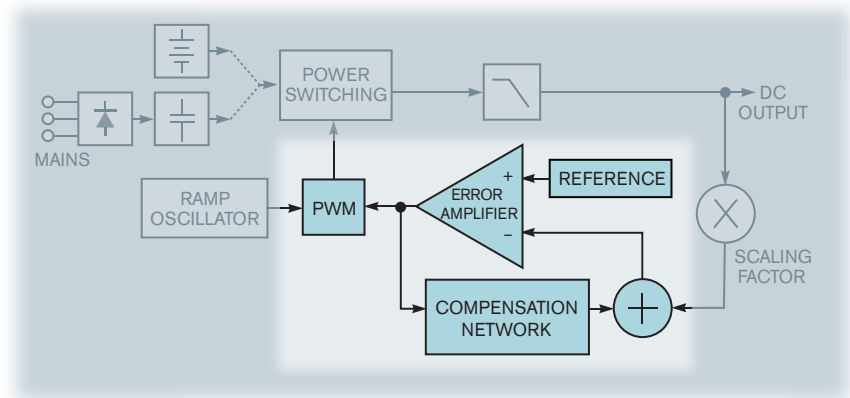 POWER
SWITCHING
DC
OUTPUT
MAINS
RAMP
OSCILLATOR
PWM
+
ERROR
AMPLIFIER
–
REFERENCE
SCALING
FACTOR
COMPENSATION
NETWORK